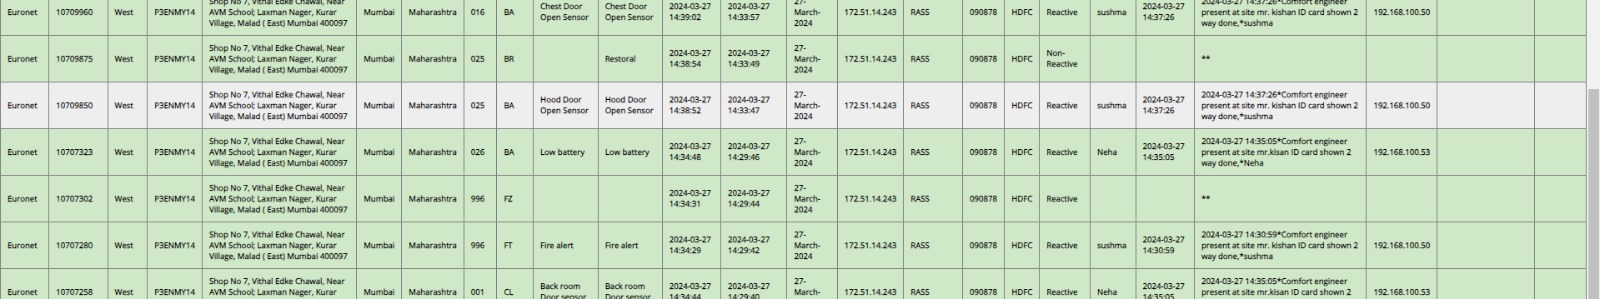 Euronet 10709960 West P3ENMY14 Shop No 7, Vithal Edke Chawal, Near AVM School; Laxman Nager, Kurar Village, Malad ( East) Mumbai 400097 Mumbai Maharashtra 016 BA Chest Door Open Sensor Chest Door Open Sensor 2024-03-27 14:39:02 2024-03-27 14:33:57 27-March-2024 172.51.14.243 RASS 090878 HDFC Reactive sushma 2024-03-27 14:37:26 2024-03-27 14:37:26*Comfort engineer present at site mr. kishan ID card shown 2 way done,*sushma 192.168.100.50
Euronet 10709875 West P3ENMY14 Shop No 7, Vithal Edke Chawal, Near AVM School; Laxman Nager, Kurar Village, Malad ( East) Mumbai 400097 Mumbai Maharashtra 025 BR Restoral 2024-03-27 14:38:54 2024-03-27 14:33:49 27-March-2024 172.51.14.243 RASS 090878 HDFC Non-Reactive **
Euronet 10709850 West P3ENMY14 Shop No 7, Vithal Edke Chawal, Near AVM School; Laxman Nager, Kurar Village, Malad ( East) Mumbai 400097 Mumbai Maharashtra 025 BA Hood Door Open Sensor Hood Door Open Sensor 2024-03-27 14:38:52 2024-03-27 14:33:47 27-March-2024 172.51.14.243 RASS 090878 HDFC Reactive sushma 2024-03-27 14:37:26 2024-03-27 14:37:26*Comfort engineer present at site mr. kishan ID card shown 2 way done,*sushma 192.168.100.50
Euronet 10707323 West P3ENMY14 Shop No 7, Vithal Edke Chawal, Near AVM School; Laxman Nager, Kurar Village, Malad ( East) Mumbai 400097 Mumbai Maharashtra 026 BA Low battery Low battery 2024-03-27 14:34:48 2024-03-27 14:29:46 27-March-2024 172.51.14.243 RASS 090878 HDFC Reactive Neha 2024-03-27 14:35:05 2024-03-27 14:35:05*Comfort engineer present at site mr.kisan ID card shown 2 way done,*Neha 192.168.100.53
Euronet 10707302 West P3ENMY14 Shop No 7, Vithal Edke Chawal, Near AVM School; Laxman Nager, Kurar Village, Malad ( East) Mumbai 400097 Mumbai Maharashtra 996 FZ 2024-03-27 14:34:31 2024-03-27 14:29:44 27-March-2024 172.51.14.243 RASS 090878 HDFC Reactive **
Euronet 10707280 West P3ENMY14 Shop No 7, Vithal Edke Chawal, Near AVM School; Laxman Nager, Kurar Village, Malad ( East) Mumbai 400097 Mumbai Maharashtra 996 FT Fire alert Fire alert 2024-03-27 14:34:29 2024-03-27 14:29:42 27-March-2024 172.51.14.243 RASS 090878 HDFC Reactive sushma 2024-03-27 14:30:59 2024-03-27 14:30:59*Comfort engineer present at site mr. kishan ID card shown 2 way done,*sushma 192.168.100.50
Euronet 10707258 West P3ENMY14 Shop No 7, Vithal Edke Chawal, Near AVM School; Laxman Nager, Kurar Mumbai Maharashtra 001 CL Back room Door sensor Back room Door sensor 2024-03-27 14:34:44 2024-03-27 14:29:40 27-March- 172.51.14.243 RASS 090878 HDFC Reactive Neha 2024-03-27 14:35:05 2024-03-27 14:35:05*Comfort engineer present at site mr.kisan ID card shown 2 192.168.100.53